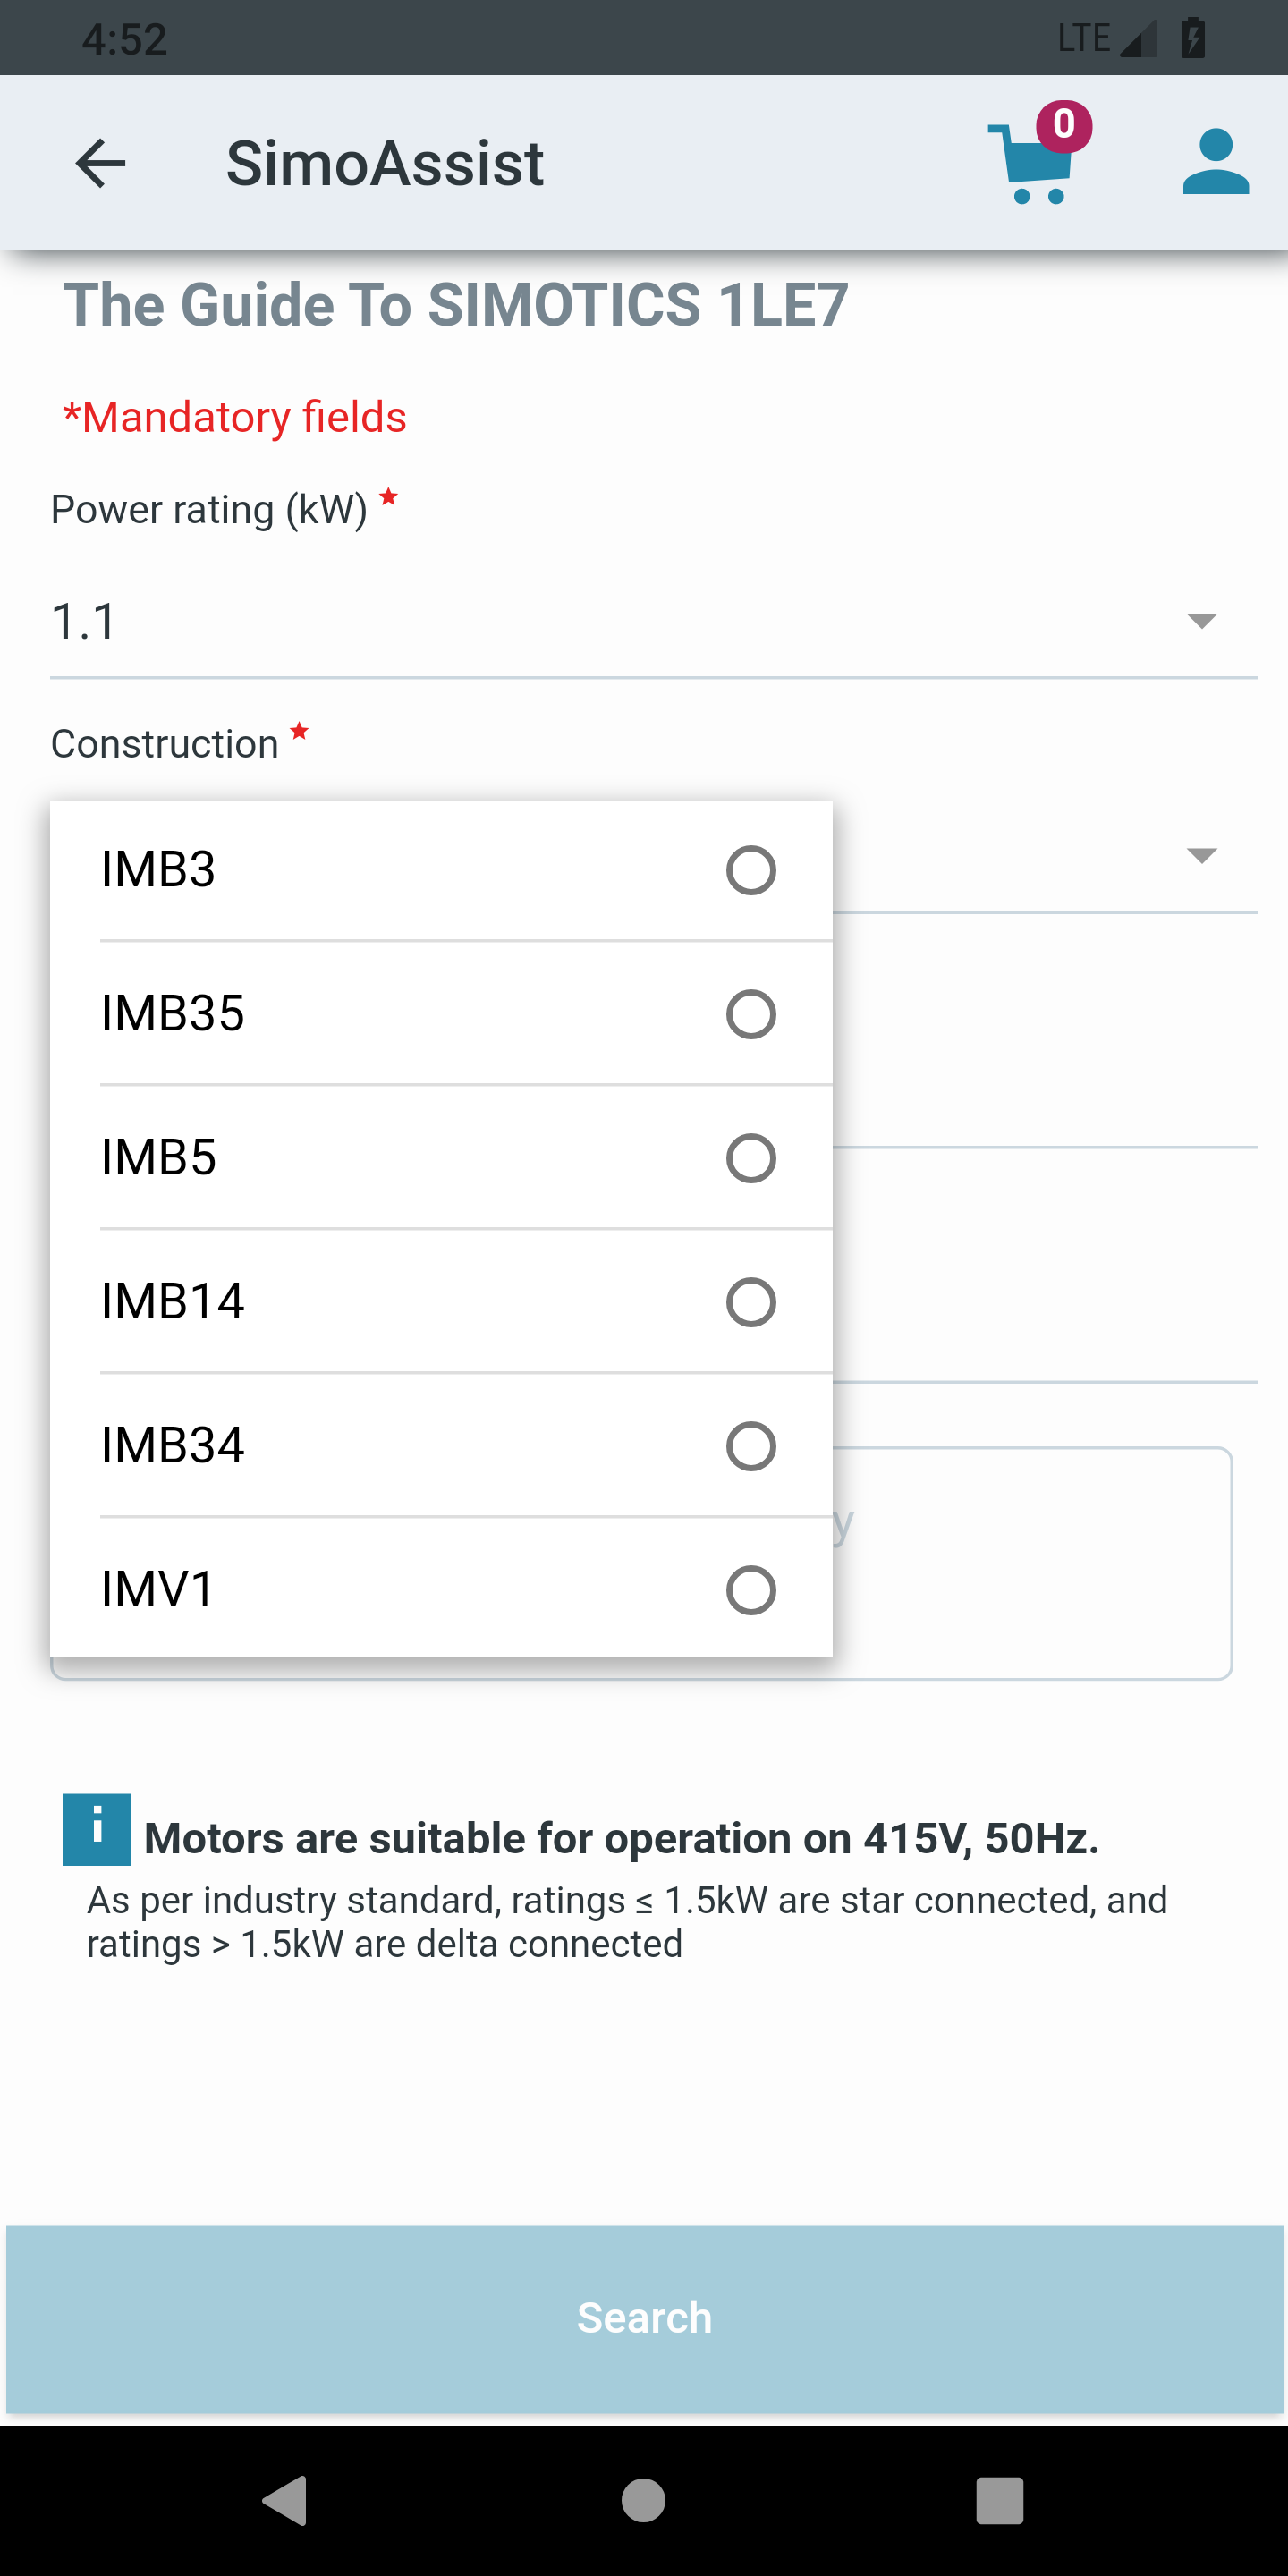 4:52
LTE
SimoAssist
0
The Guide To SIMOTICS 1LE7
*Mandatory fields
Power rating (kW) *
1.1
Construction *
IMB3
IMB35
IMB5
IMB14
IMB34
y
IMV1
i Motors are suitable for operation on 415V, 50Hz.
As per industry standard, ratings ≤ 1.5kW are star connected, and
ratings > 1.5kW are delta connected
Search